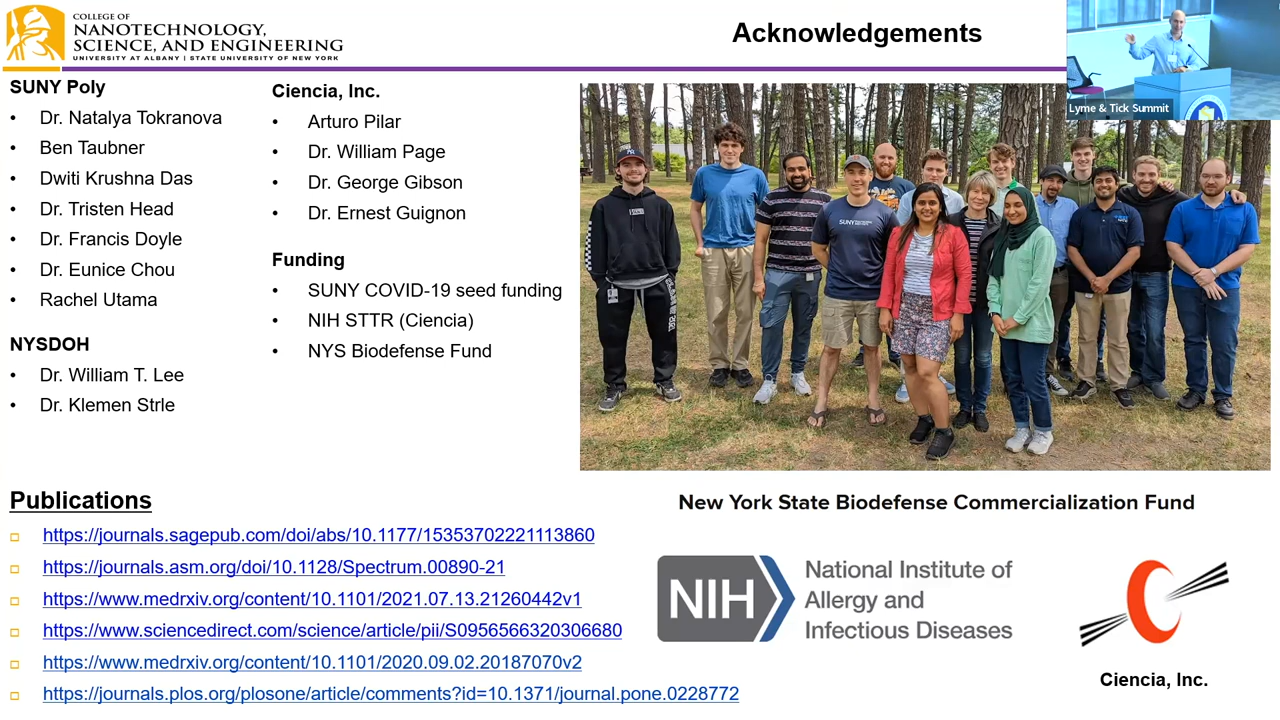 COLLEGE OF
NANOTECHNOLOGY,
SCIENCE, AND ENGINEERING
UNIVERSITY AT ALBANY | STATE UNIVERSITY OF NEW YORK
Acknowledgements
Lyme & Tick Summit
SUNY Poly
• Dr. Natalya Tokranova
• Ben Taubner
• Dwiti Krushna Das
• Dr. Tristen Head
• Dr. Francis Doyle
• Dr. Eunice Chou
• Rachel Utama
NYSDOH
• Dr. William T. Lee
• Dr. Klemen Strle
Ciencia, Inc.
• Arturo Pilar
• Dr. William Page
• Dr. George Gibson
• Dr. Ernest Guignon
Funding
• SUNY COVID-19 seed funding
• NIH STTR (Ciencia)
• NYS Biodefense Fund
SUNY
Publications
https://journals.sagepub.com/doi/abs/10.1177/15353702221113860
https://journals.asm.org/doi/10.1128/Spectrum.00890-21
https://www.medrxiv.org/content/10.1101/2021.07.13.21260442v1
https://www.sciencedirect.com/science/article/pii/S0956566320306680
https://www.medrxiv.org/content/10.1101/2020.09.02.20187070v2
https://journals.plos.org/plosone/article/comments?id=10.1371/journal.pone.0228772
New York State Biodefense Commercialization Fund
NIH
National Institute of
Allergy and
Infectious Diseases
Ciencia, Inc.